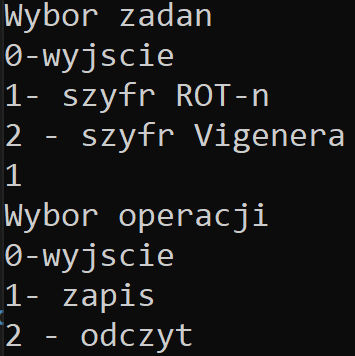 Wybor zadan
0-wyjscie
1- szyfr ROT-n
2 - szyfr Vigenera
1
Wybor operacji
0-wyjscie
1- zapis
2 - odczyt